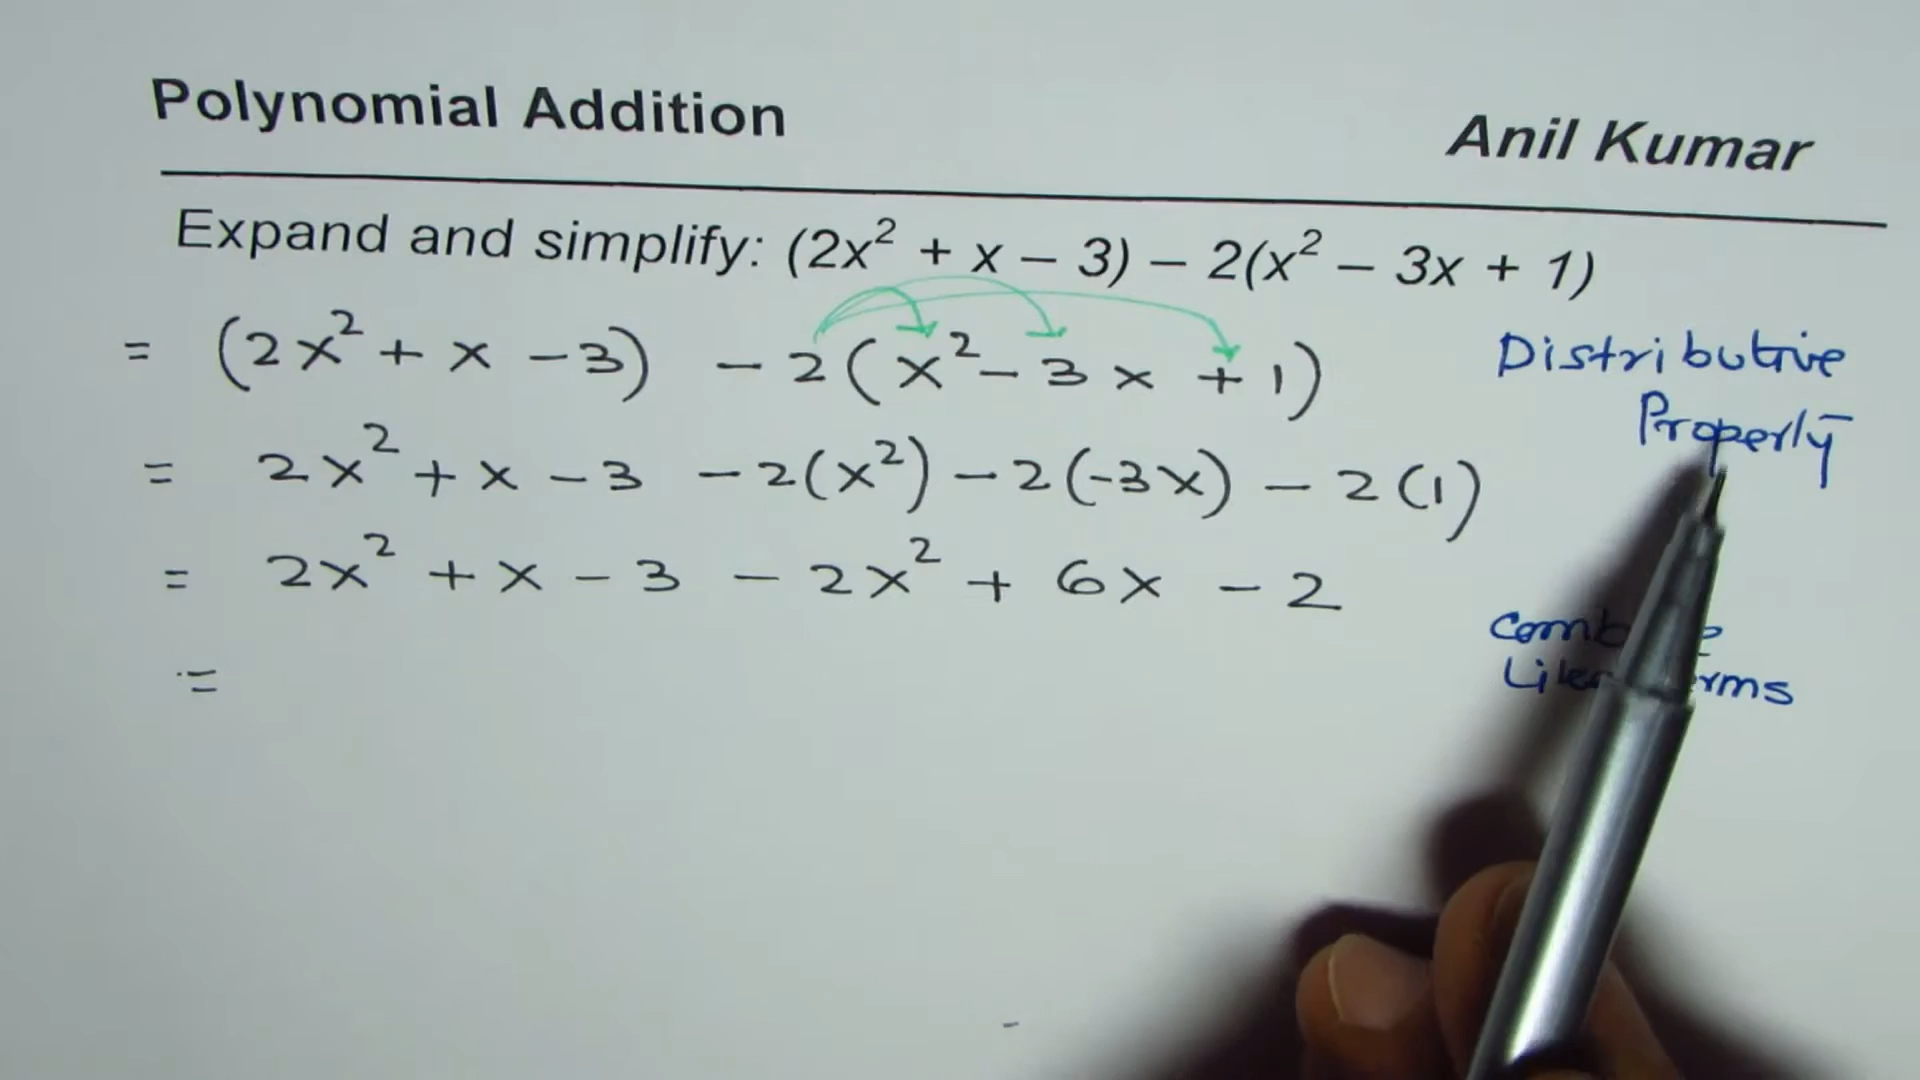 Polynomial Addition
Anil Kumar
Expand and simplify: (2x² + x – 3) – 2(x² – 3x + 1)
= (2x² + x - 3) - 2(x² - 3x + 1)
Distributive
Property
= 2x² + x - 3 - 2(x²) - 2(-3x) - 2(1)
= 2x² + x - 3 - 2x² + 6x - 2
=